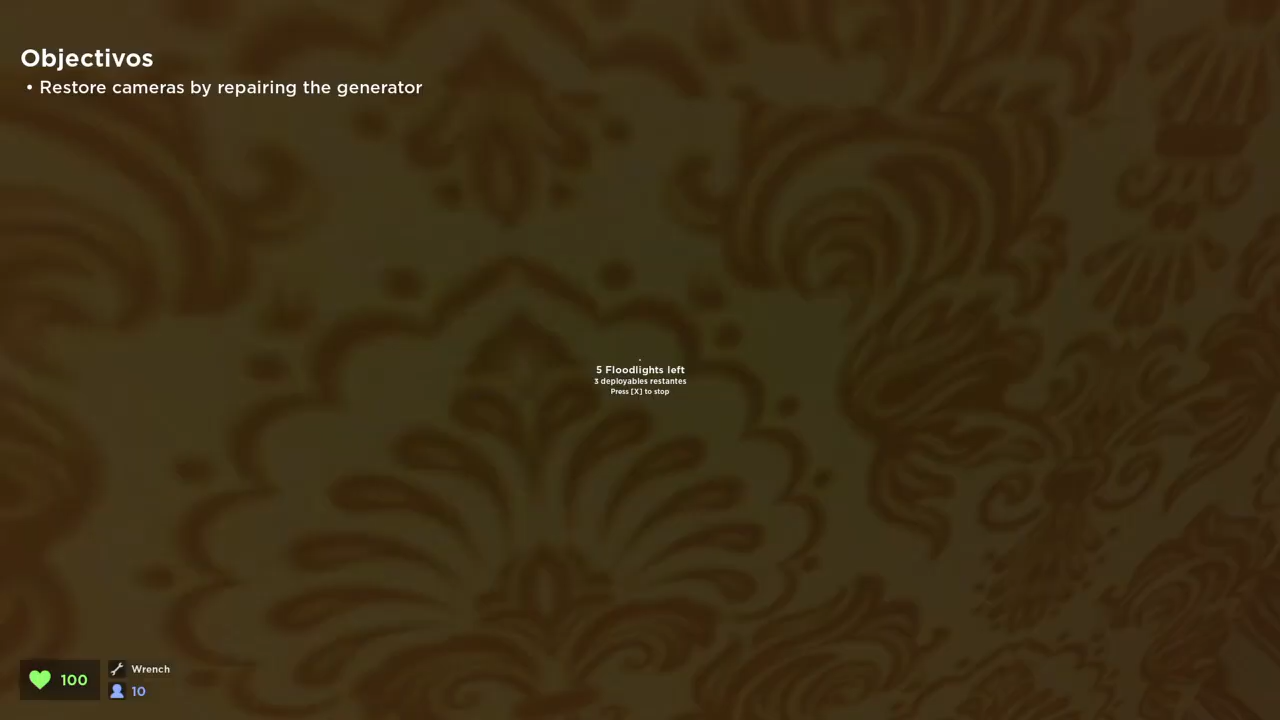 Objectivos
• Restore cameras by repairing the generator
5 Floodlights left
3 deployables restantes
Press [X] to stop
100
Wrench
10